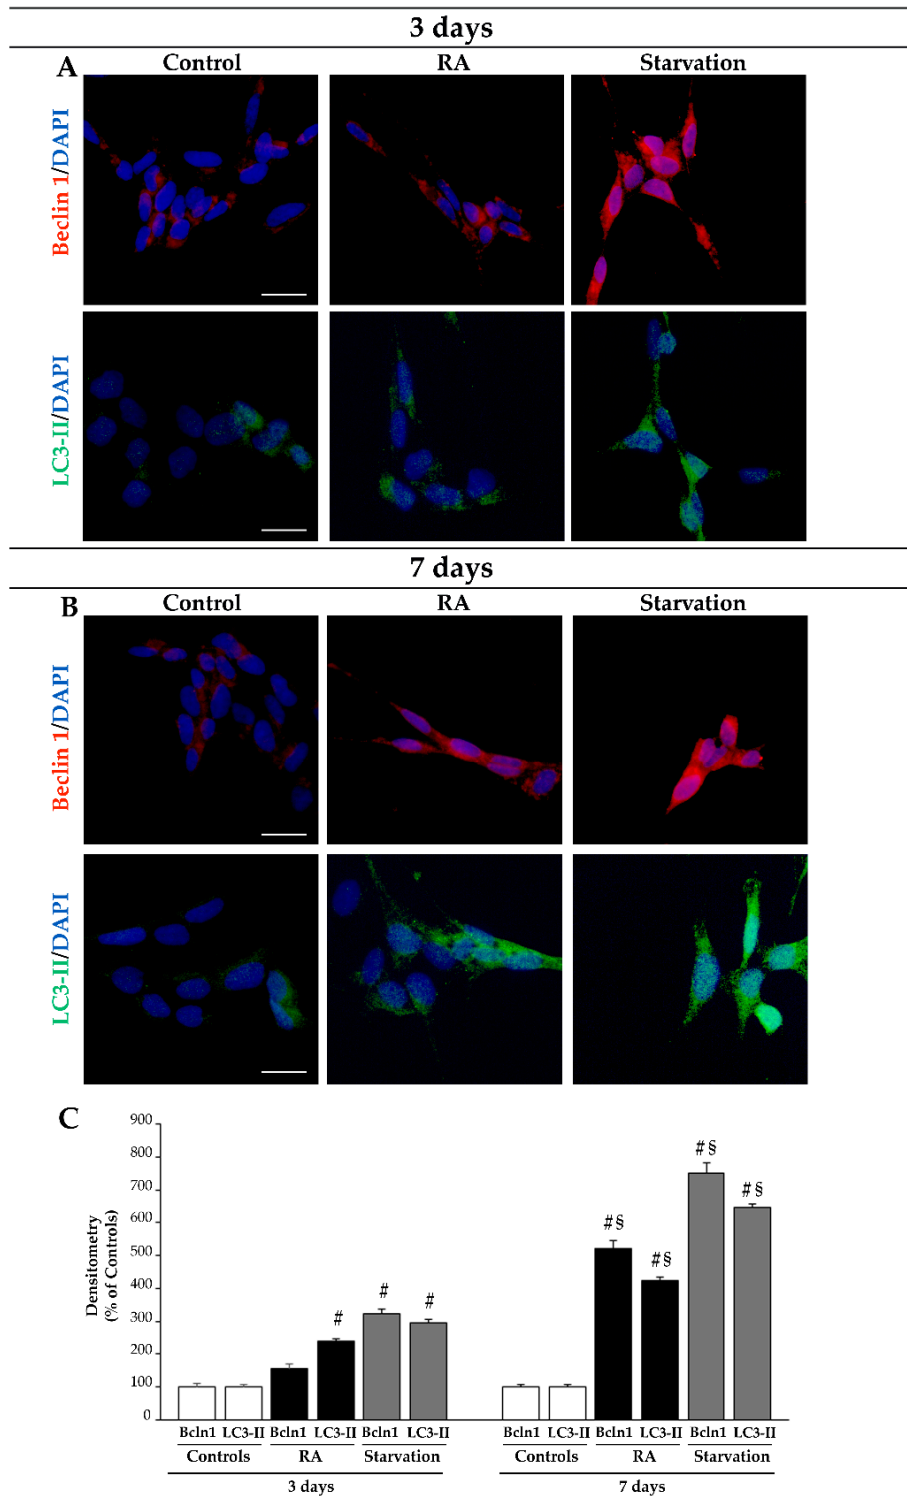 3 days
A
Control
RA
Starvation
Beclin 1/DAPI
LC3-II/DAPI
7 days
B
Control
RA
Starvation
Beclin 1/DAPI
LC3-II/DAPI
C
Densitometry
(% of Controls)
900
800
700
600
500
400
300
200
100
0
#
#
#
#§
#§
#§
#§
Bcln1 LC3-II Bcln1 LC3-II Bcln1 LC3-II Bcln1 LC3-II Bcln1 LC3-II Bcln1 LC3-II
Controls RA Starvation Controls RA Starvation
3 days 7 days